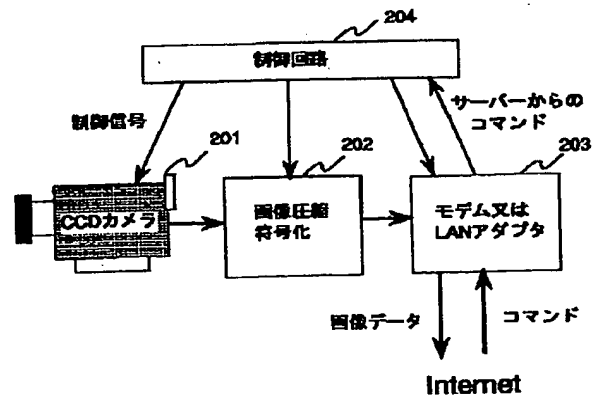 204
制御回路
制御信号
サーバーからの
コマンド
201
202
203
CCDカメラ
画像圧縮
符号化
モデム又は
LANアダプタ
画像データ
コマンド
Internet